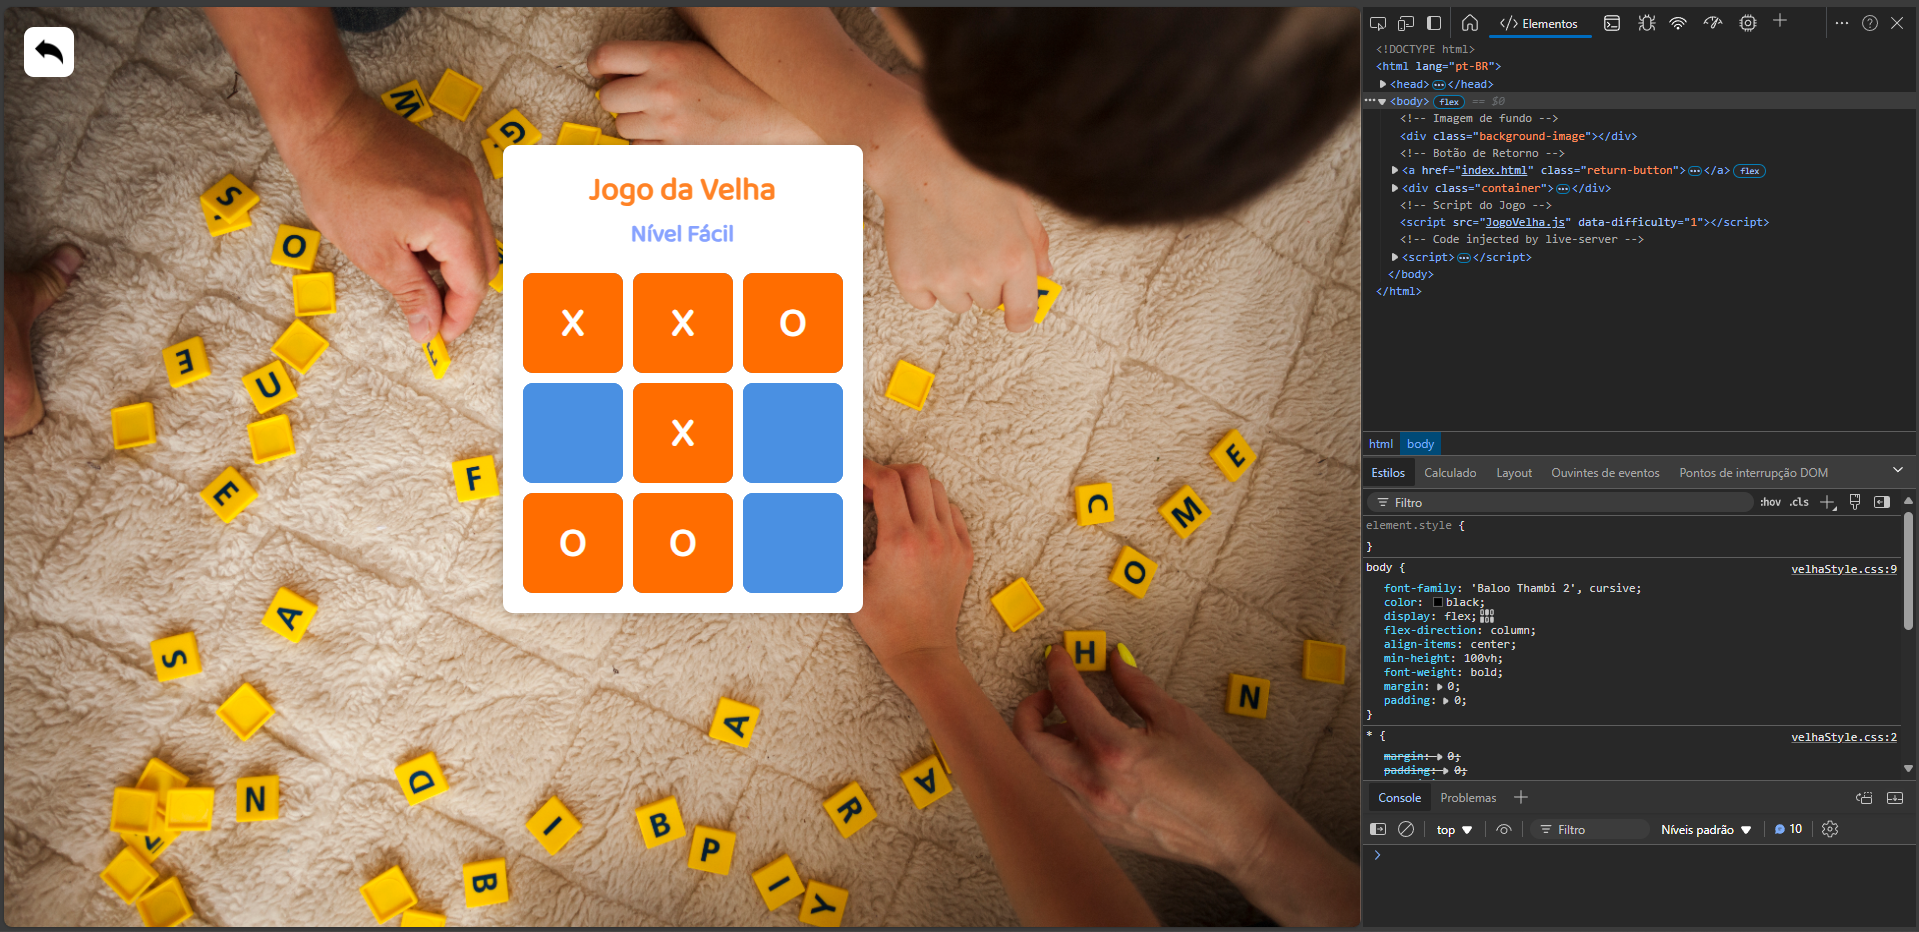 Jogo da Velha
Nível Fácil
X X O
X
O O
W
G
S
O
E
U
E
F
A
S
N
D
I
B
B
P
I
Y
R
A
A
C
M
E
O
H
N
Elementos
<!DOCTYPE html>
<html lang="pt-BR">
<head> </head>
<body> flex == $0
<!-- Imagem de fundo -->
<div class="background-image"></div>
<!-- Botão de Retorno -->
<a href="index.html" class="return-button"> </a> flex
<div class="container"> </div>
<!-- Script do Jogo -->
<script src="JogoVelha.js" data-difficulty="1"></script>
<!-- Code injected by live-server -->
<script> </script>
</body>
</html>
html body
Estilos Calculado Layout Ouvintes de eventos Pontos de interrupção DOM
Filtro :hov .cls
element.style {
}
body { velhaStyle.css:9
font-family: 'Baloo Thambi 2', cursive;
color: black;
display: flex;
flex-direction: column;
align-items: center;
min-height: 100vh;
font-weight: bold;
margin: 0;
padding: 0;
}
* { velhaStyle.css:2
margin: 0;
padding: 0;
Console Problemas
top Filtro Níveis padrão 10